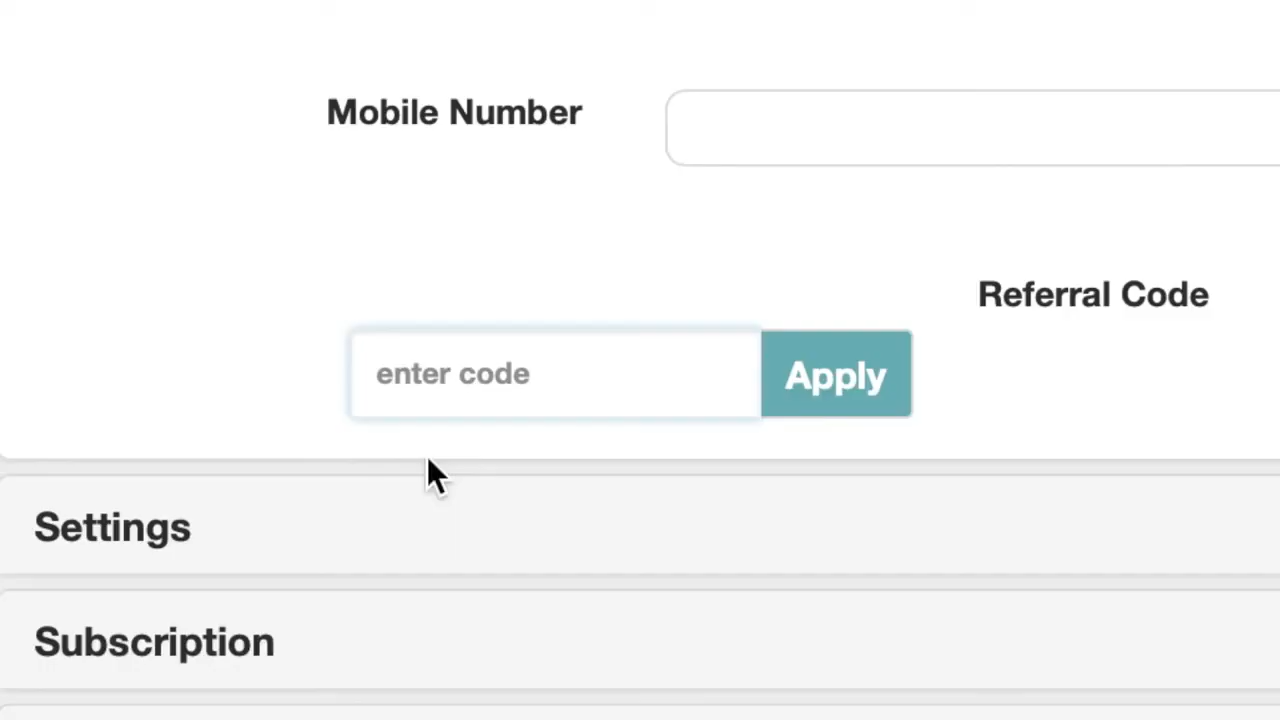 Mobile Number
Referral Code
enter code
Apply
Settings
Subscription